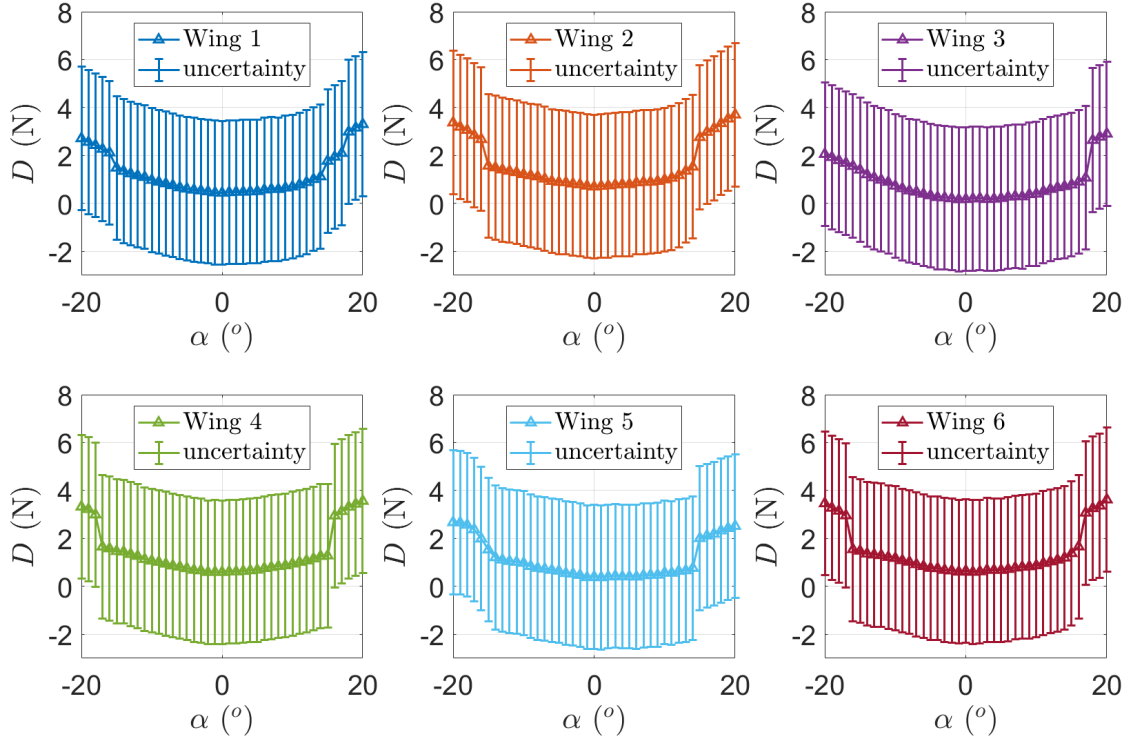 8
6
4
2
0
-2
D (N)
-20 0 20
α (o)
Wing 1
uncertainty
8
6
4
2
0
-2
D (N)
-20 0 20
α (o)
Wing 2
uncertainty
8
6
4
2
0
-2
D (N)
-20 0 20
α (o)
Wing 3
uncertainty
8
6
4
2
0
-2
D (N)
-20 0 20
α (o)
Wing 4
uncertainty
8
6
4
2
0
-2
D (N)
-20 0 20
α (o)
Wing 5
uncertainty
8
6
4
2
0
-2
D (N)
-20 0 20
α (o)
Wing 6
uncertainty